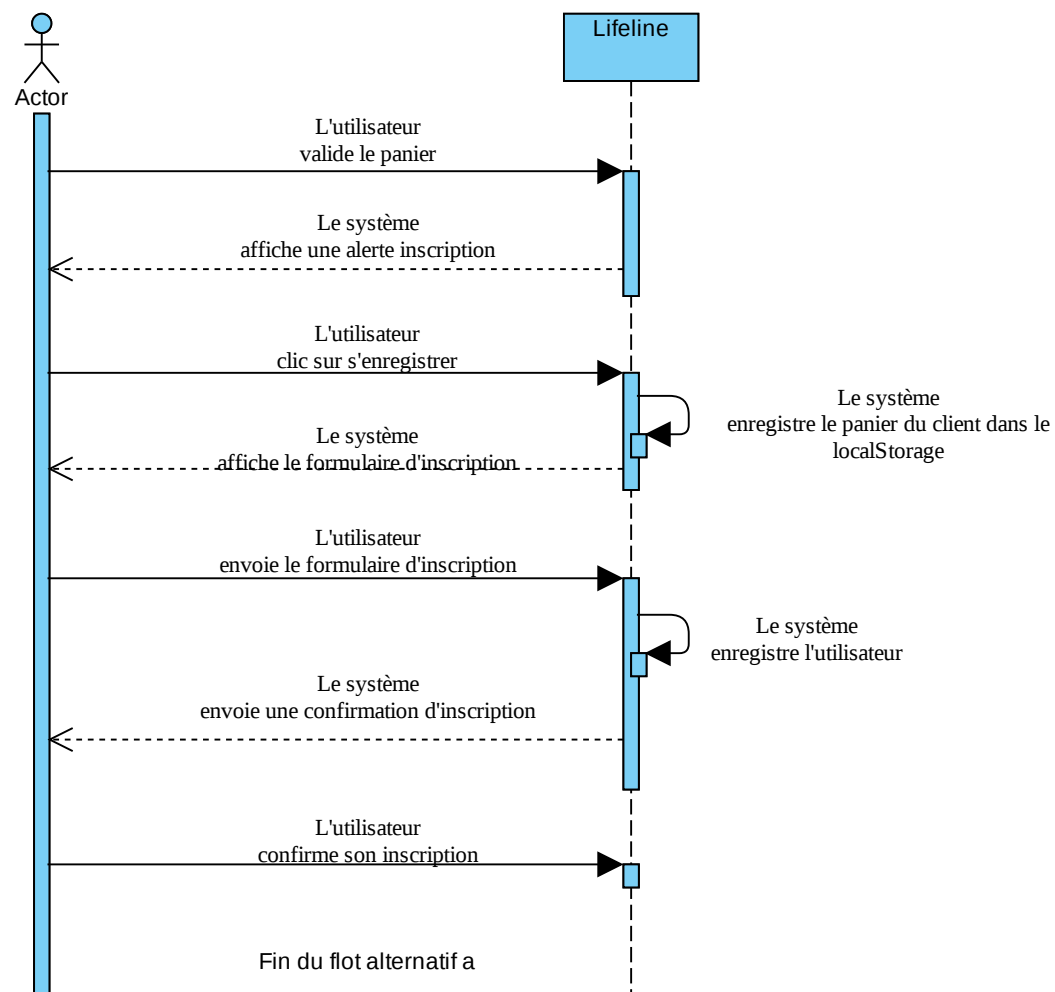 Lifeline
Actor
L'utilisateur
valide le panier
Le système
affiche une alerte inscription
L'utilisateur
clic sur s'enregistrer
Le système
enregistre le panier du client dans le
localStorage
Le système
affiche le formulaire d'inscription
L'utilisateur
envoie le formulaire d'inscription
Le système
enregistre l'utilisateur
Le système
envoie une confirmation d'inscription
L'utilisateur
confirme son inscription
Fin du flot alternatif a